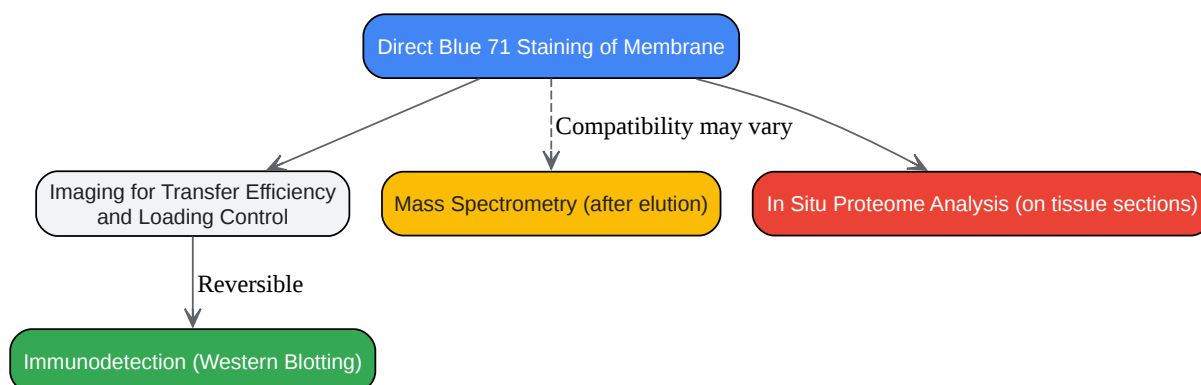 Direct Blue 71 Staining of Membrane
Compatibility may vary
Imaging for Transfer Efficiency
and Loading Control
Mass Spectrometry (after elution)
In Situ Proteome Analysis (on tissue sections)
Reversible
Immunodetection (Western Blotting)